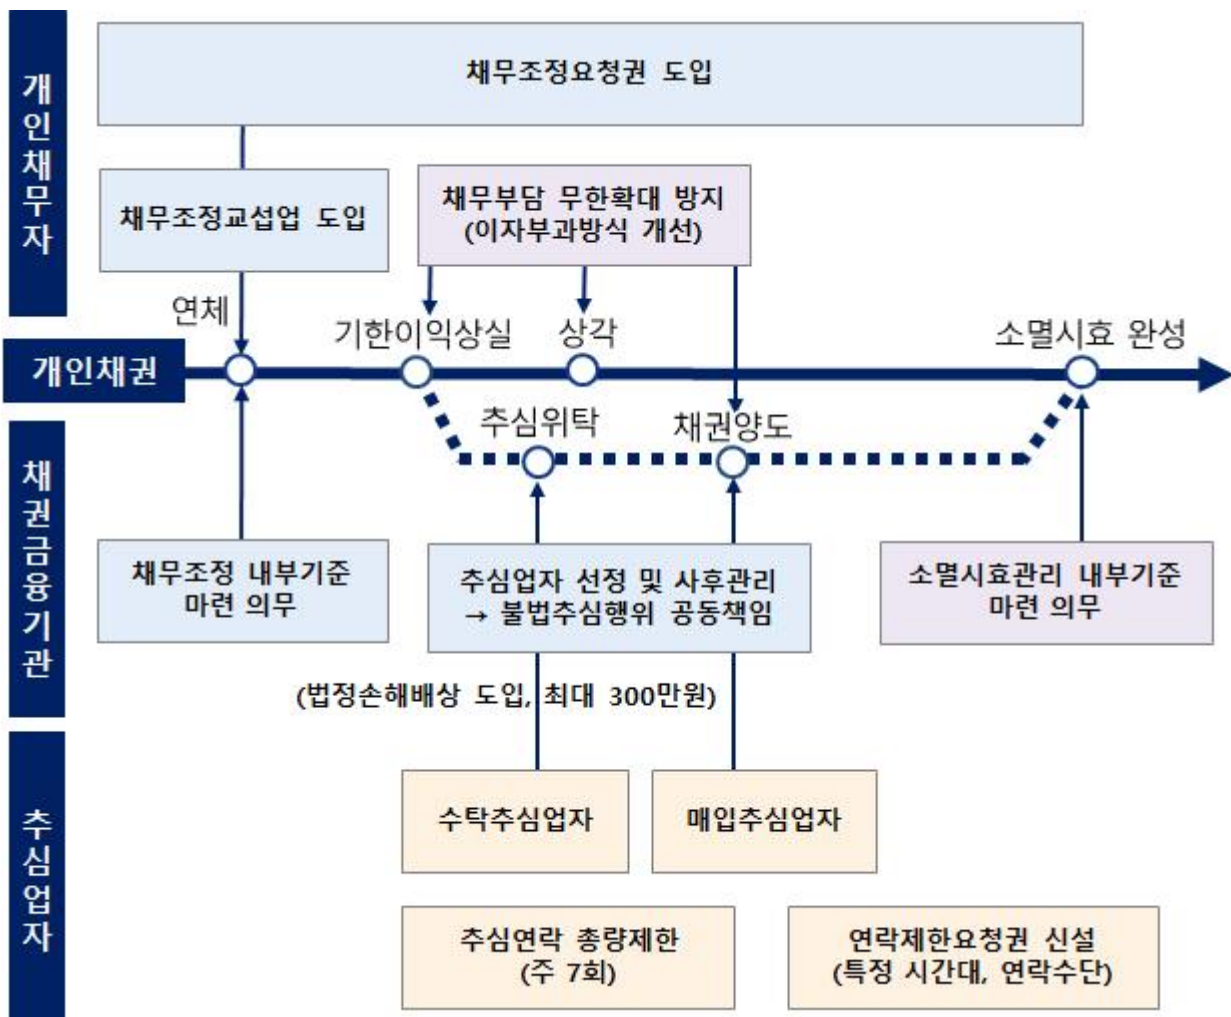 개인채무자
채무조정요청권 도입
채무조정교섭업 도입
채무부담 무한확대 방지
(이자부과방식 개선)
연체
기한이익상실
상각
소멸시효 완성
개인채권
추심위탁
채권양도
채권금융기관
채무조정 내부기준
마련 의무
추심업자 선정 및 사후관리
→ 불법추심행위 공동책임
소멸시효관리 내부기준
마련 의무
(법정손해배상 도입, 최대 300만원)
추심업자
수탁추심업자
매입추심업자
추심연락 총량제한
(주 7회)
연락제한요청권 신설
(특정 시간대, 연락수단)